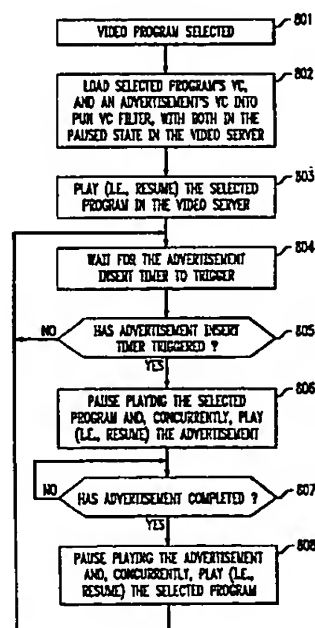 801
VIDEO PROGRAM SELECTED
802
LOAD SELECTED PROGRAM'S VC,
AND AN ADVERTISEMENT'S VC INTO
PUM VC FILTER, WITH BOTH IN THE
PAUSED STATE IN THE VIDEO SERVER
803
PLAY (I.E., RESUME) THE SELECTED
PROGRAM IN THE VIDEO SERVER
804
WAIT FOR THE ADVERTISEMENT
INSERT TIMER TO TRIGGER
805
NO
HAS ADVERTISEMENT INSERT
TIMER TRIGGERED ?
YES
806
PAUSE PLAYING THE SELECTED
PROGRAM AND, CONCURRENTLY, PLAY
(I.E., RESUME) THE ADVERTISEMENT
807
NO
HAS ADVERTISEMENT COMPLETED ?
YES
808
PAUSE PLAYING THE ADVERTISEMENT
AND, CONCURRENTLY, PLAY (I.E.,
RESUME) THE SELECTED PROGRAM